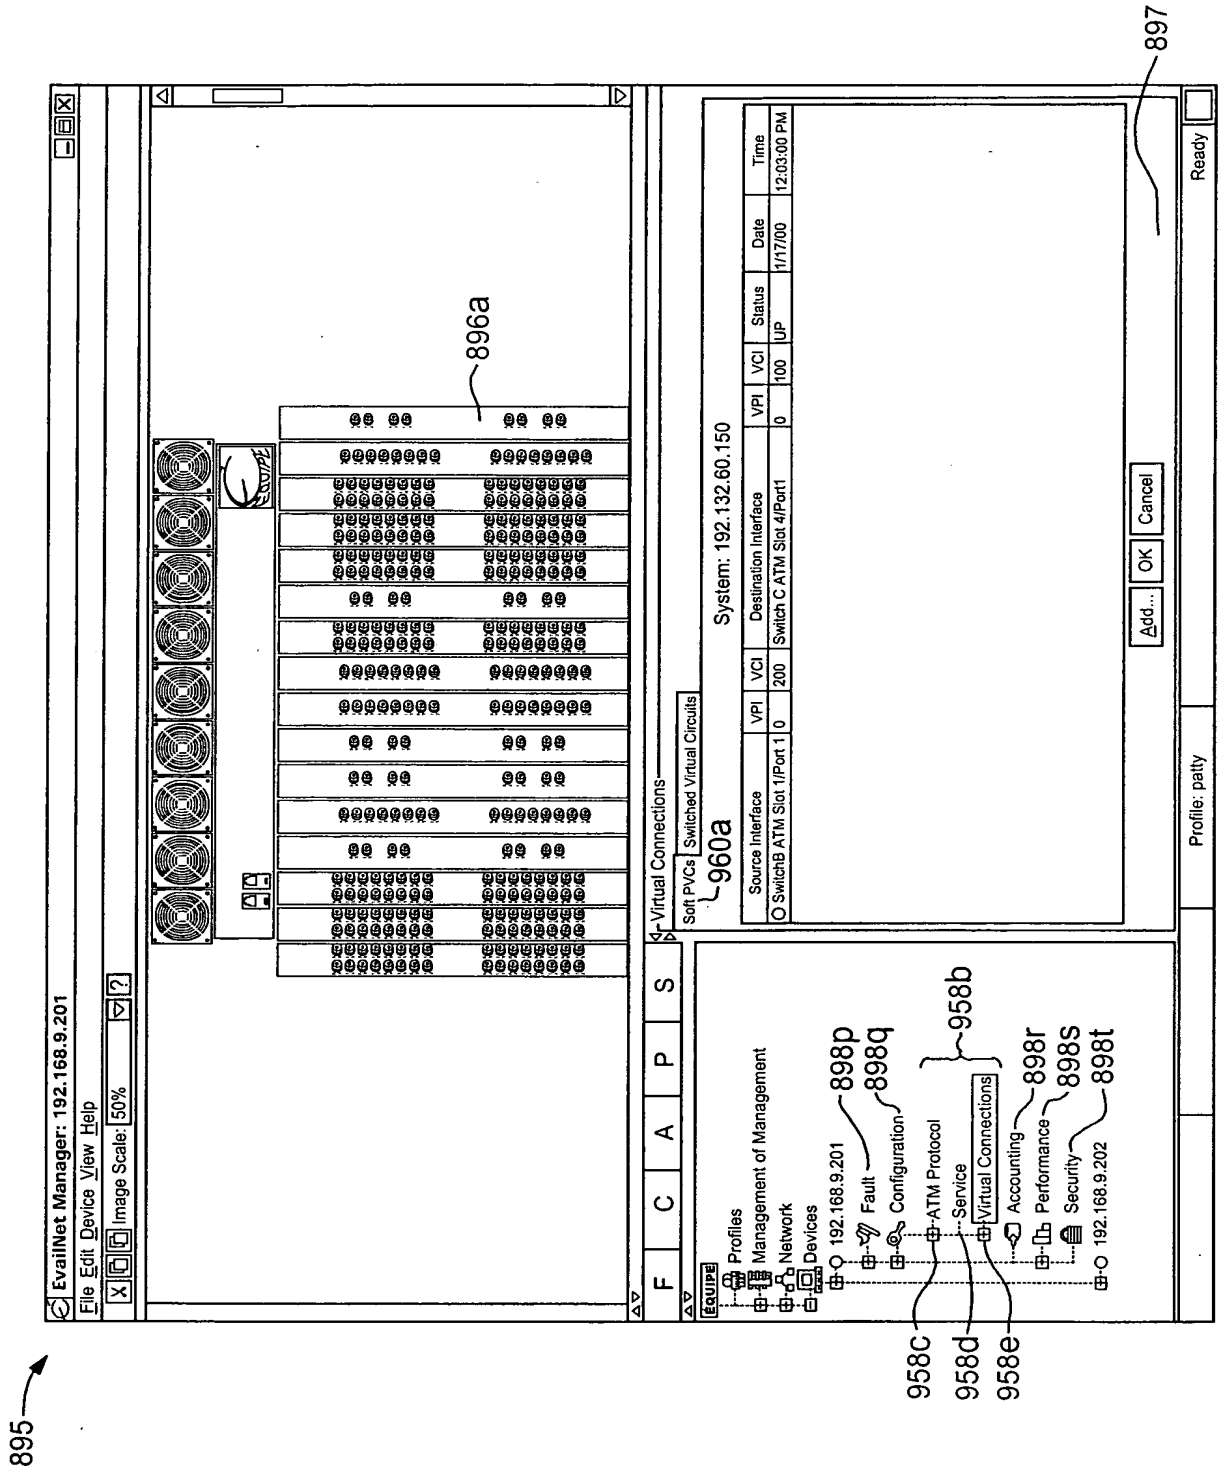 895
EvailNet Manager: 192.168.9.201
File Edit Device View Help
Image Scale: 50%
?
896a
F C A P S
EQUIPE
Profiles
Management of Management
Network
Devices
192.168.9.201
898p
Fault
898q
Configuration
958b
958c
ATM Protocol
958d
Service
958e
Virtual Connections
Accounting
898r
Performance
898s
Security
898t
192.168.9.202
Virtual Connections
Soft PVCs Switched Virtual Circuits
960a
System: 192.132.60.150
Source Interface VPI VCI Destination Interface VPI VCI Status Date Time
SwitchB ATM Slot 1/Port 1 0 200 Switch C ATM Slot 4/Port1 0 100 UP 1/17/00 12:03:00 PM
Add... OK Cancel
897
Profile: patty
Ready